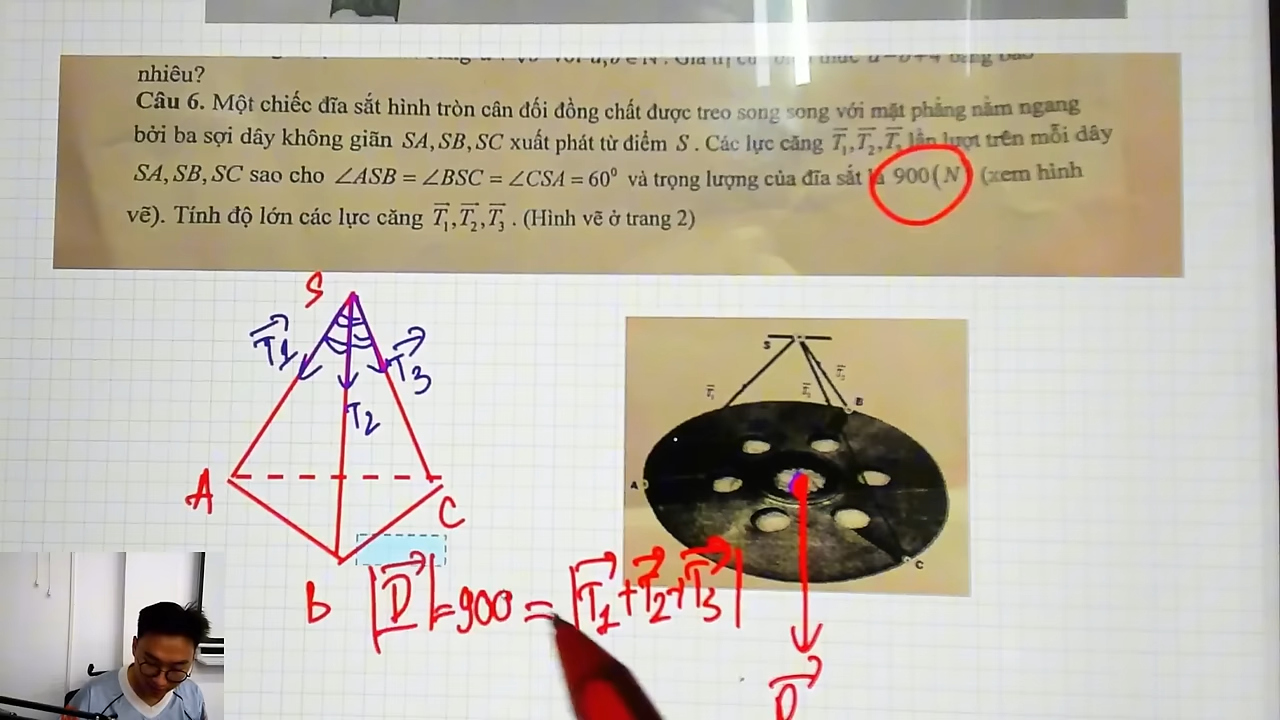 nhiêu?
Câu 6. Một chiếc đĩa sắt hình tròn cân đối đồng chất được treo song song với mặt phẳng nằm ngang
bởi ba sợi dây không giãn SA, SB, SC xuất phát từ điểm S. Các lực căng T₁, T₂, T₃ lần lượt trên mỗi dây
SA, SB, SC sao cho ∠ASB = ∠BSC = ∠CSA = 60⁰ và trọng lượng của đĩa sắt là 900(N) (xem hình
vẽ). Tính độ lớn các lực căng T₁, T₂, T₃. (Hình vẽ ở trang 2)
S
T1 T3
T2
A
C
B
S
B
A
C
|P| = 900 = |T1 + T2 + T3|
P